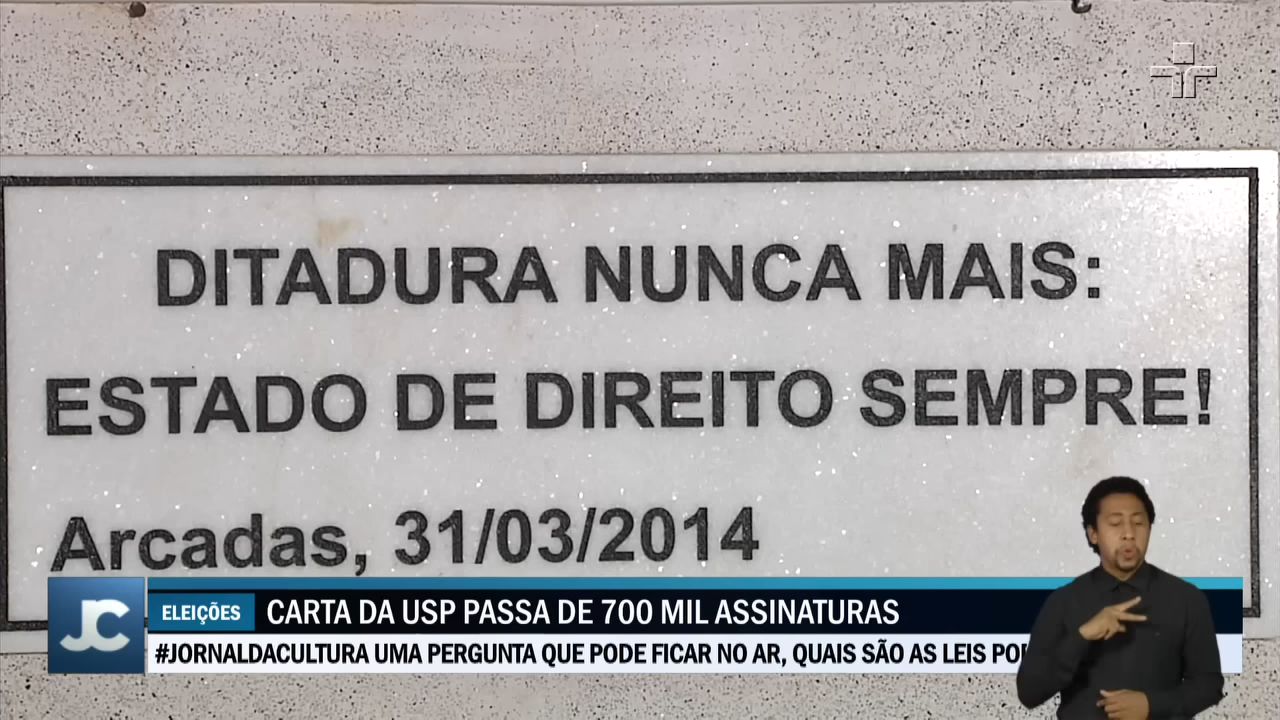 DITADURA NUNCA MAIS:
ESTADO DE DIREITO SEMPRE!
Arcadas, 31/03/2014
JC
ELEIÇÕES
CARTA DA USP PASSA DE 700 MIL ASSINATURAS
#JORNALDACULTURA UMA PERGUNTA QUE PODE FICAR NO AR, QUAIS SÃO AS LEIS